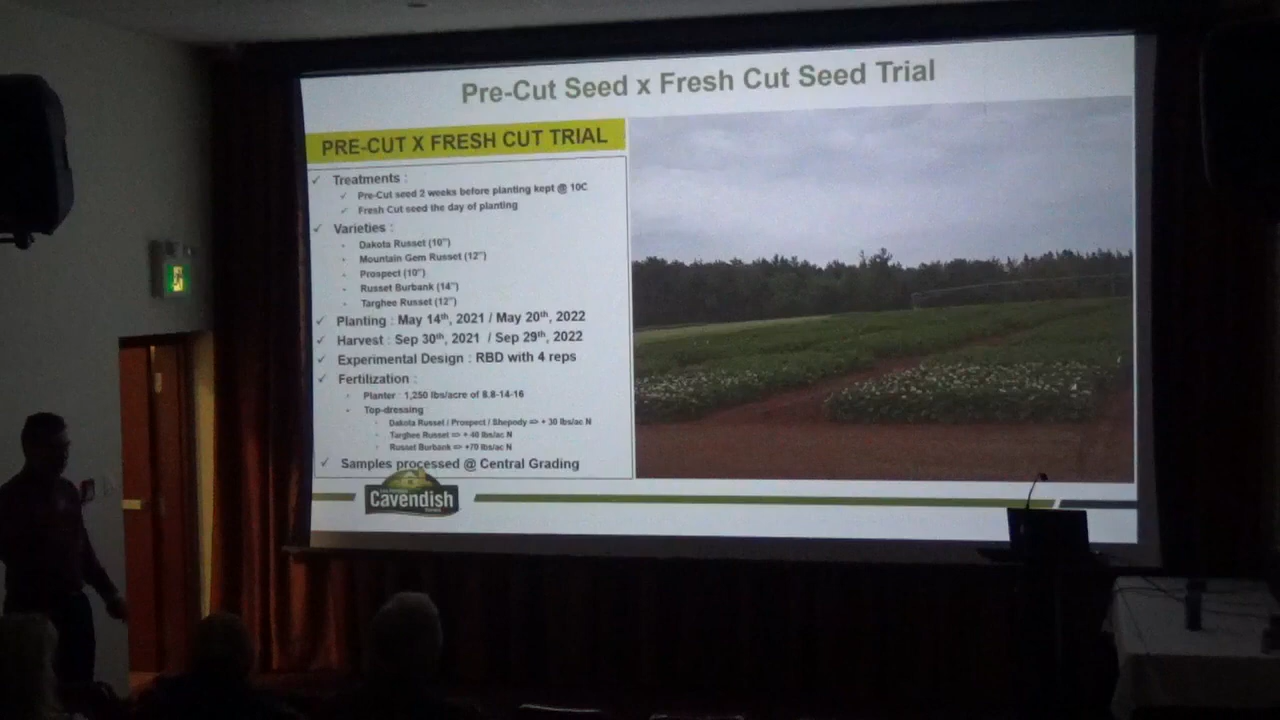 Pre-Cut Seed x Fresh Cut Seed Trial
PRE-CUT X FRESH CUT TRIAL
✓ Treatments :
✓ Pre-Cut seed 2 weeks before planting kept @ 10C
✓ Fresh Cut seed the day of planting
✓ Varieties :
- Dakota Russet (10")
- Mountain Gem Russet (12")
- Prospect (10")
- Russet Burbank (14")
- Targhee Russet (12")
✓ Planting : May 14th, 2021 / May 20th, 2022
✓ Harvest : Sep 30th, 2021 / Sep 29th, 2022
✓ Experimental Design : RBD with 4 reps
✓ Fertilization :
- Planter : 1,250 lbs/acre of 8.8-14-16
- Top-dressing
- Dakota Russet / Prospect / Shepody => + 30 lbs/ac N
- Targhee Russet => + 40 lbs/ac N
- Russet Burbank => +70 lbs/ac N
✓ Samples processed @ Central Grading
Cavendish